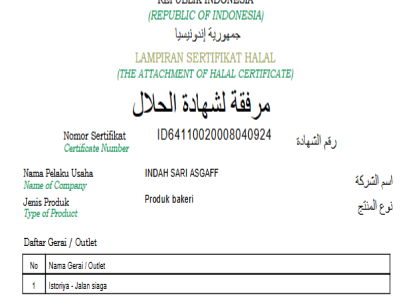 REPUBLIK INDONESIA
(REPUBLIC OF INDONESIA)
جمهورية إندونيسيا
LAMPIRAN SERTIFIKAT HALAL
(THE ATTACHMENT OF HALAL CERTIFICATE)
مرفقة لشهادة الحلال
Nomor Sertifikat ID64110020008040924 رقم الشهادة
Certificate Number
Nama Pelaku Usaha INDAH SARI ASGAFF اسم الشركة
Name of Company
Jenis Produk Produk bakeri نوع المنتج
Type of Product
Daftar Gerai / Outlet
No Nama Gerai / Outlet
1 Istoriya - Jalan siaga